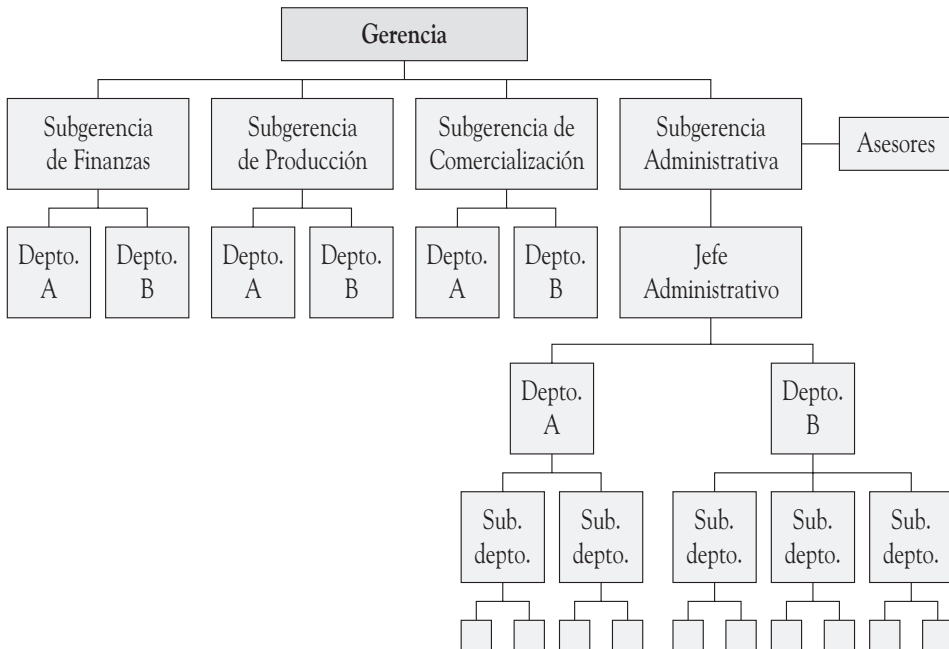 Gerencia
Subgerencia
de Finanzas
Subgerencia
de Producción
Subgerencia de
Comercialización
Subgerencia
Administrativa
Asesores
Depto.
A
Depto.
B
Depto.
A
Depto.
B
Depto.
A
Depto.
B
Jefe
Administrativo
Depto.
A
Depto.
B
Sub.
depto.
Sub.
depto.
Sub.
depto.
Sub.
depto.
Sub.
depto.